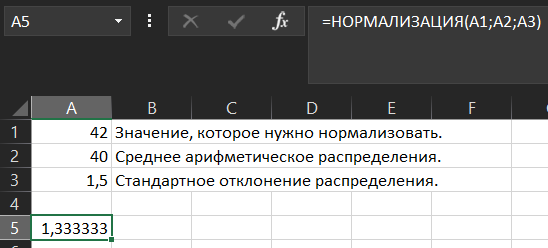 A5
fx
=НОРМАЛИЗАЦИЯ(A1;A2;A3)
A B C D E F
1 42 Значение, которое нужно нормализовать.
2 40 Среднее арифметическое распределения.
3 1,5 Стандартное отклонение распределения.
4
5 1,333333